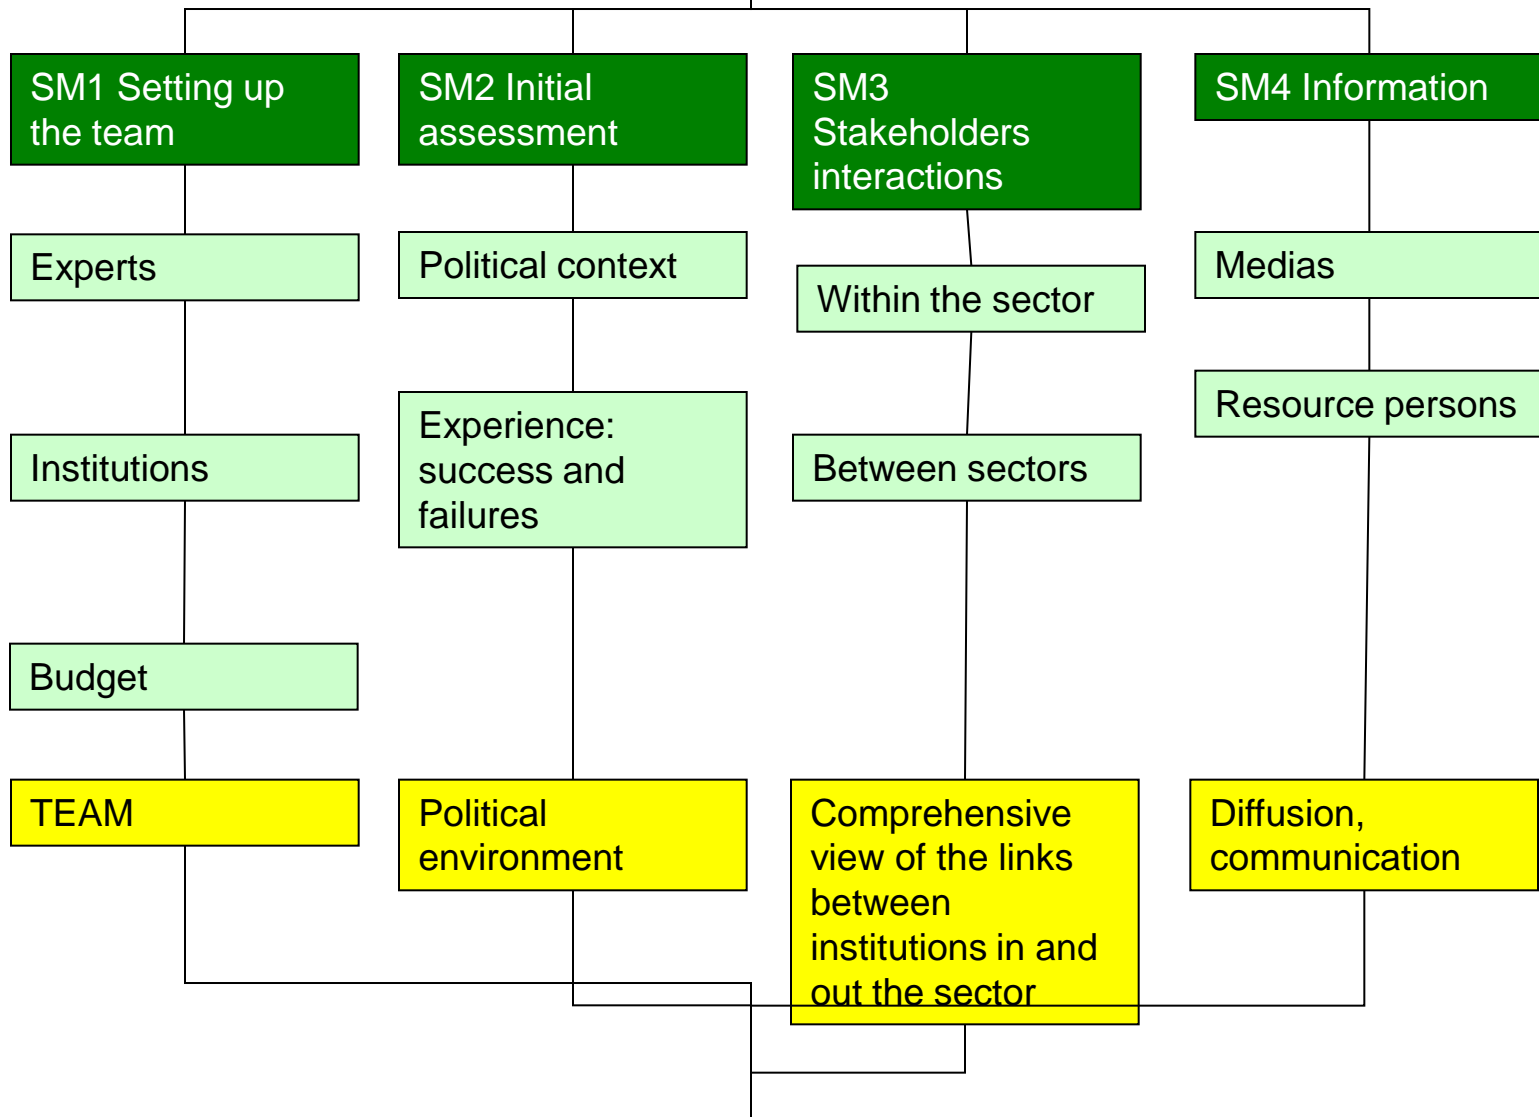 SM1 Setting up
the team
SM2 Initial
assessment
SM3
Stakeholders
interactions
SM4 Information
Experts
Political context
Within the sector
Medias
Institutions
Experience:
success and
failures
Between sectors
Resource persons
Budget
TEAM
Political
environment
Comprehensive
view of the links
between
institutions in and
out the sector
Diffusion,
communication